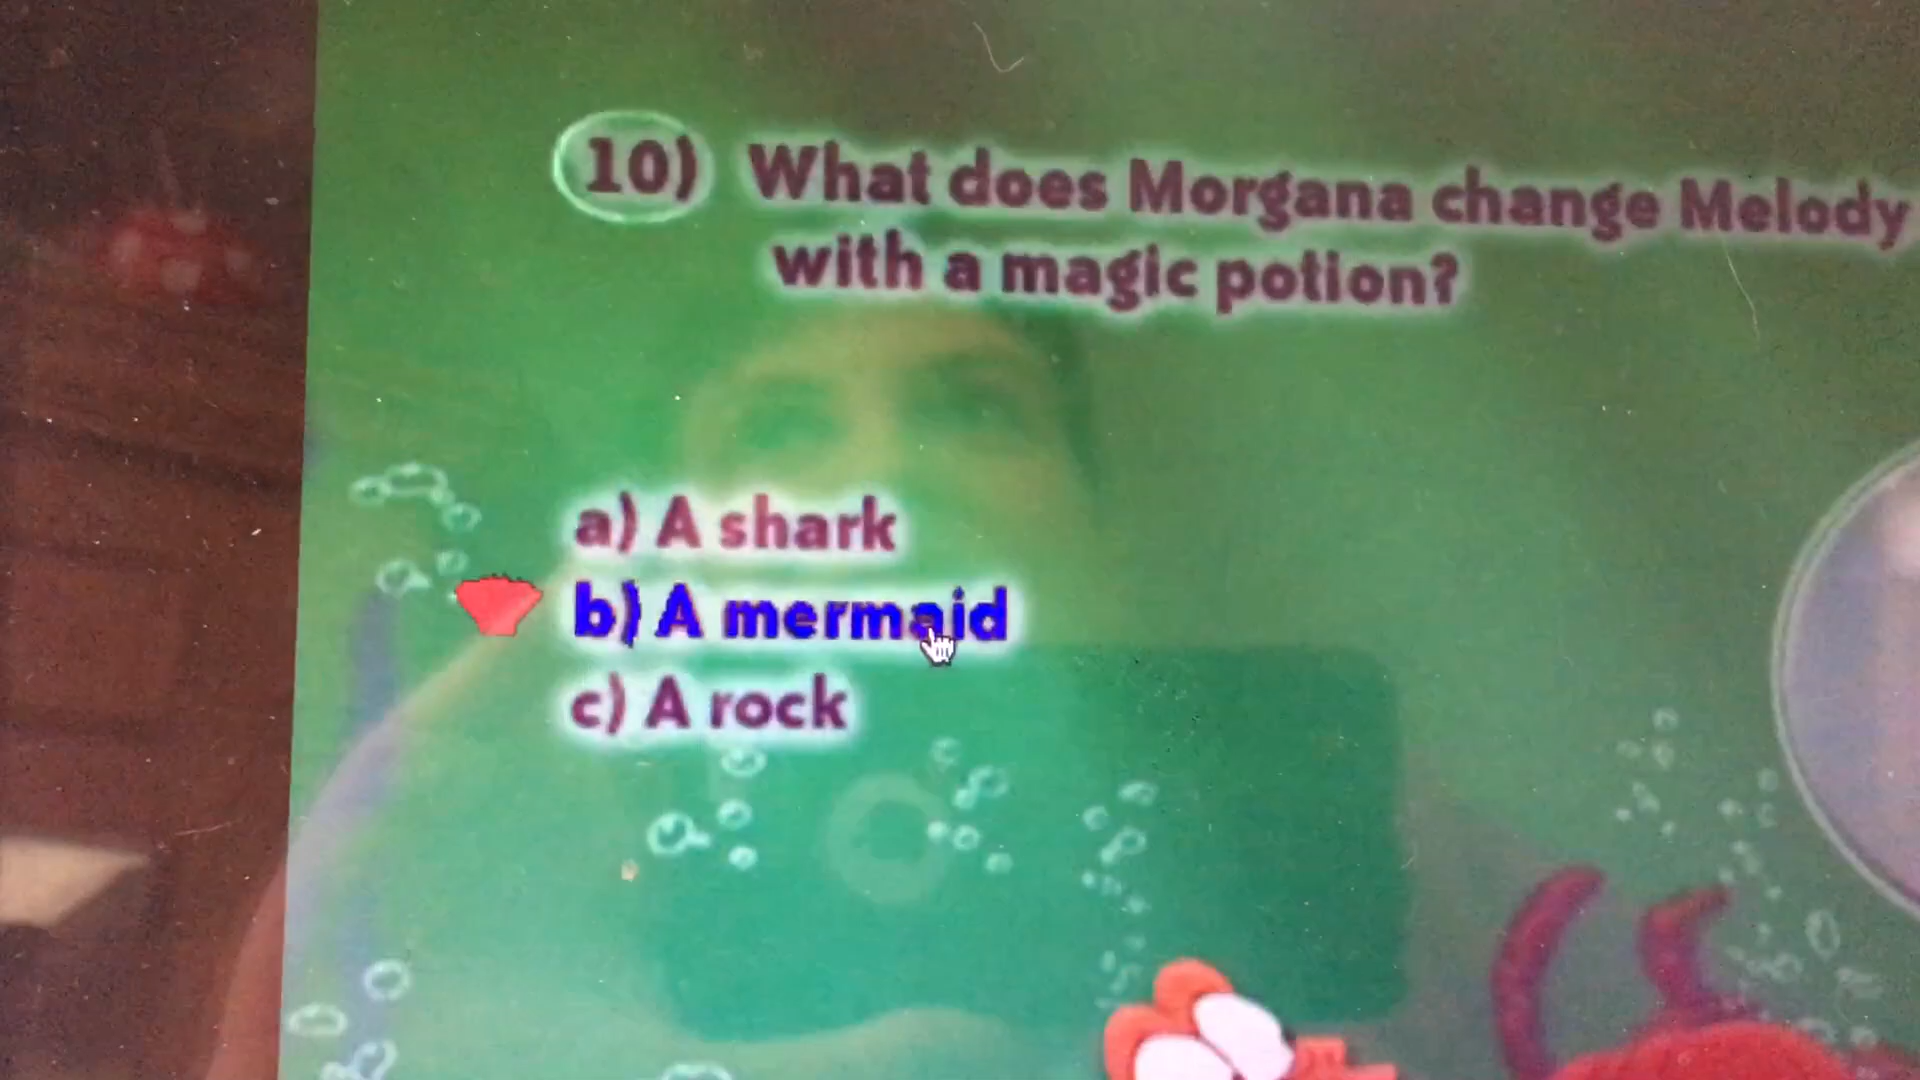 10) What does Morgana change Melody
with a magic potion?
a) A shark
b) A mermaid
c) A rock